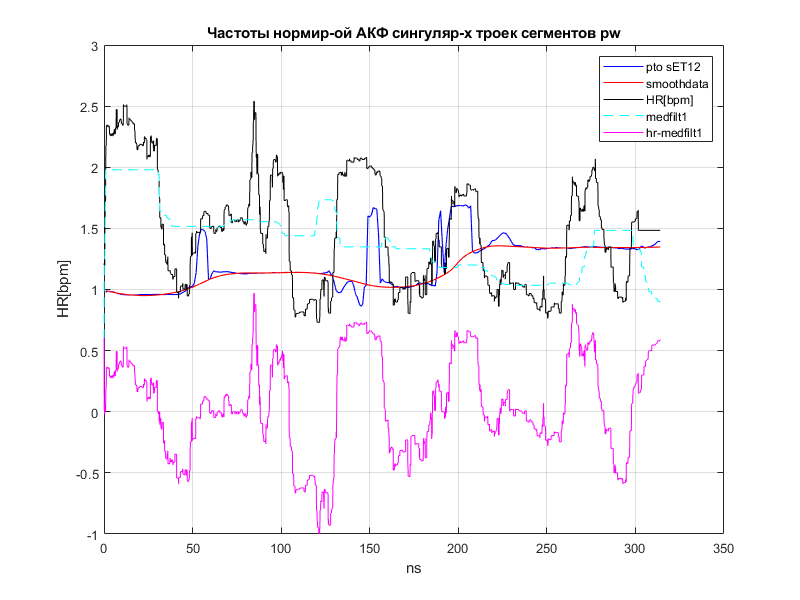 Частоты нормир-ой АКФ сингуляр-х троек сегментов pw
3
2.5
2
1.5
1
0.5
0
-0.5
-1
HR[bpm]
pto sET12
smoothdata
HR[bpm]
medfilt1
hr-medfilt1
0
50
100
150
200
250
300
350
ns